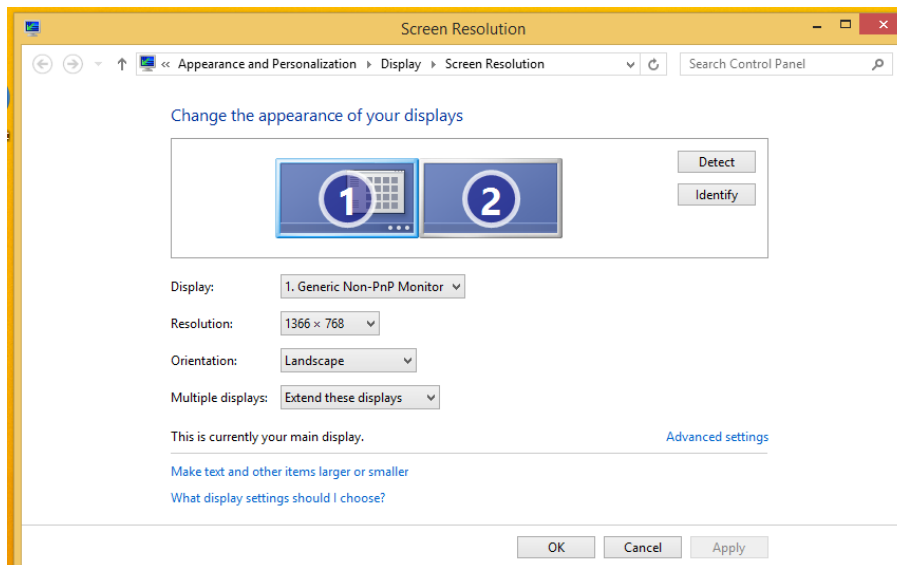 Screen Resolution
« Appearance and Personalization Display Screen Resolution Search Control Panel
Change the appearance of your displays
1 2
Detect
Identify
Display: 1. Generic Non-PnP Monitor
Resolution: 1366 × 768
Orientation: Landscape
Multiple displays: Extend these displays
This is currently your main display. Advanced settings
Make text and other items larger or smaller
What display settings should I choose?
OK Cancel Apply